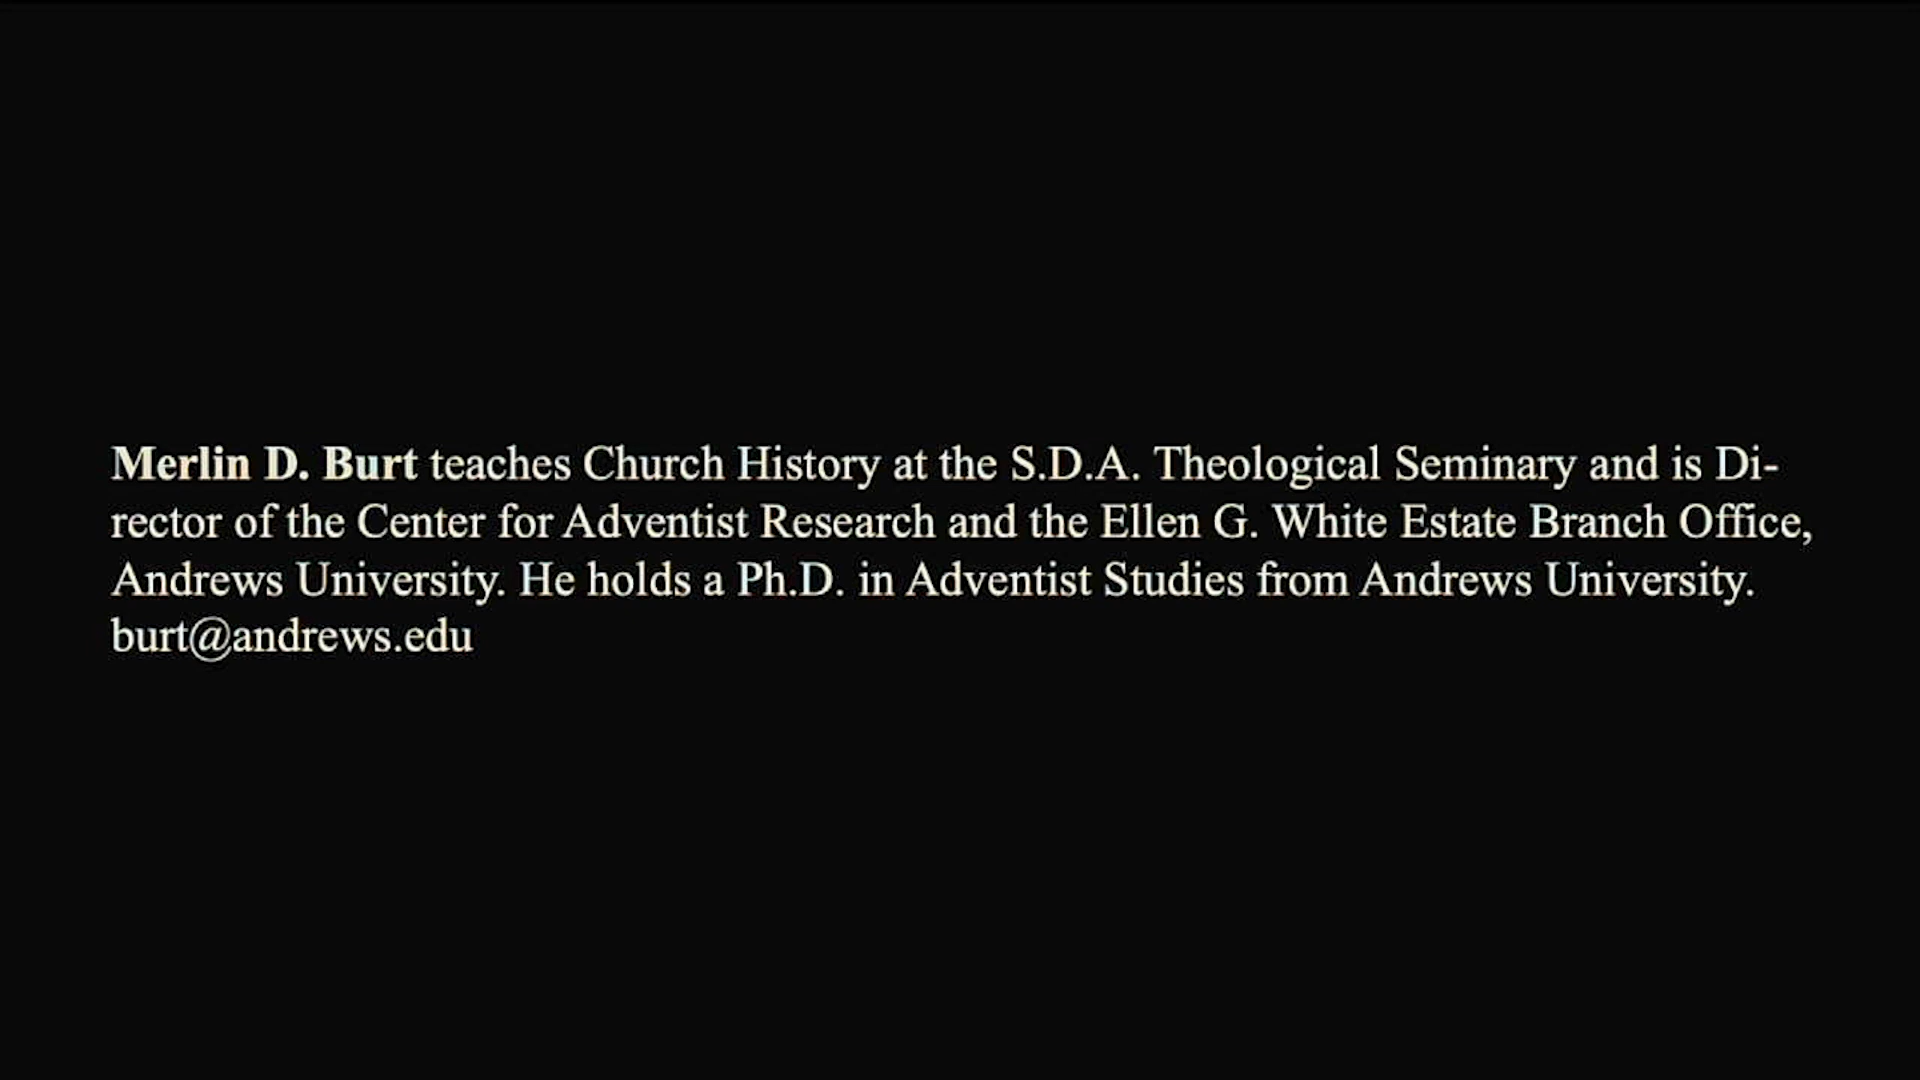 Merlin D. Burt teaches Church History at the S.D.A. Theological Seminary and is Di-
rector of the Center for Adventist Research and the Ellen G. White Estate Branch Office,
Andrews University. He holds a Ph.D. in Adventist Studies from Andrews University.
burt@andrews.edu